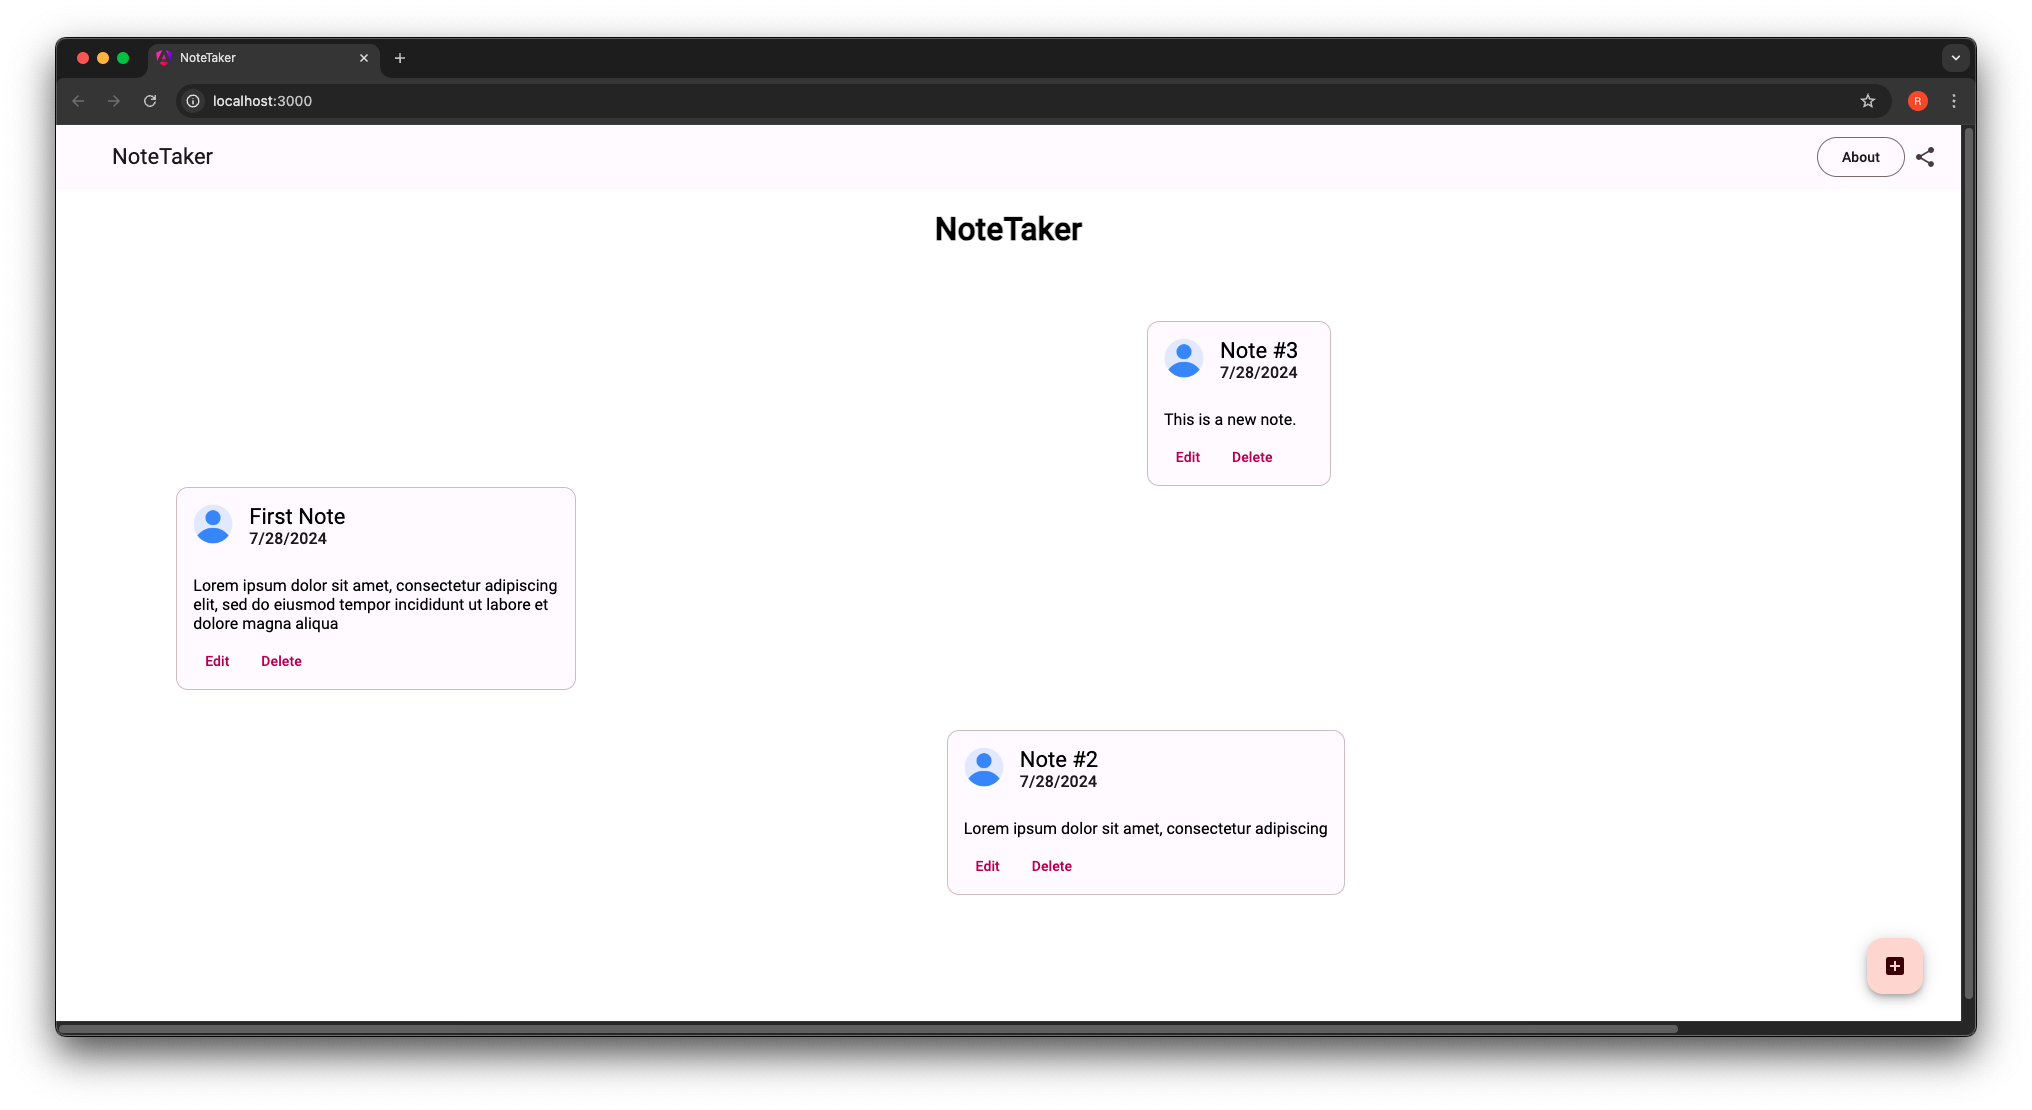 NoteTaker
localhost:3000
R
NoteTaker
About
NoteTaker
Note #3
7/28/2024
This is a new note.
Edit Delete
First Note
7/28/2024
Lorem ipsum dolor sit amet, consectetur adipiscing
elit, sed do eiusmod tempor incididunt ut labore et
dolore magna aliqua
Edit Delete
Note #2
7/28/2024
Lorem ipsum dolor sit amet, consectetur adipiscing
Edit Delete